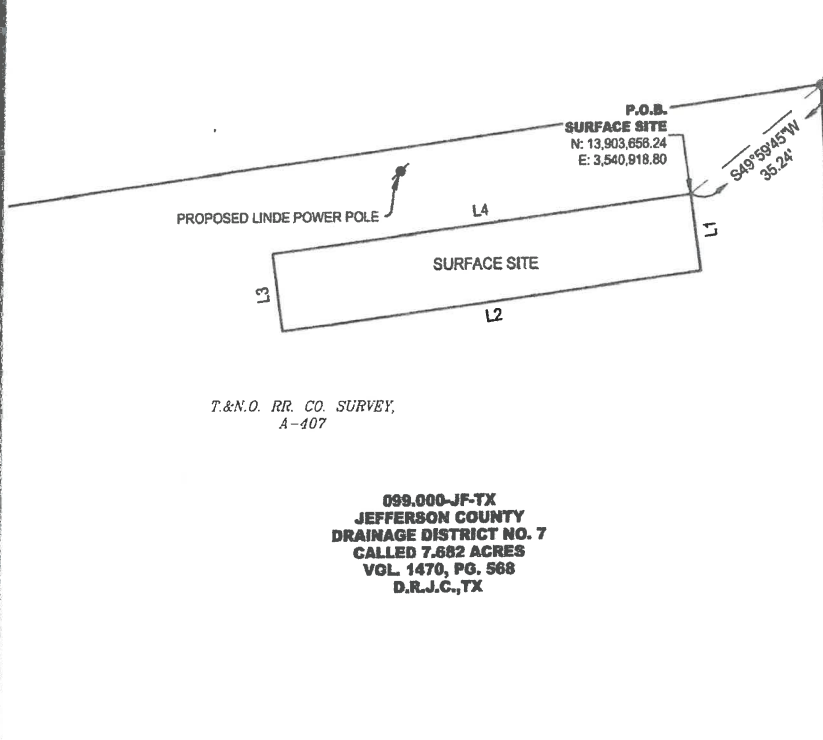 P.O.B.
SURFACE SITE
N: 13,903,656.24
E: 3,540,918.80
S49°59'45"W
35.24'
PROPOSED LINDE POWER POLE
L4
L1
SURFACE SITE
L3
L2
T.&N.O. RR. CO. SURVEY,
A-407
099.000-JF-TX
JEFFERSON COUNTY
DRAINAGE DISTRICT NO. 7
CALLED 7.682 ACRES
VOL. 1470, PG. 568
D.R.J.C.,TX